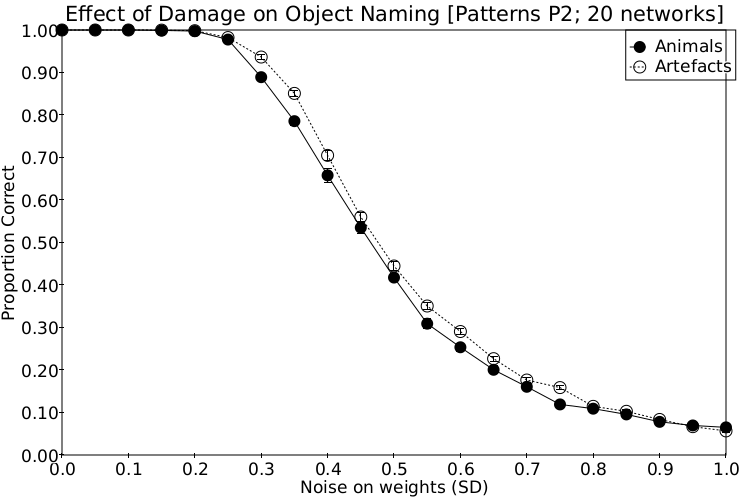 Effect of Damage on Object Naming [Patterns P2; 20 networks]
Animals
Artefacts
Proportion Correct
1.00
0.90
0.80
0.70
0.60
0.50
0.40
0.30
0.20
0.10
0.00
0.0 0.1 0.2 0.3 0.4 0.5 0.6 0.7 0.8 0.9 1.0
Noise on weights (SD)